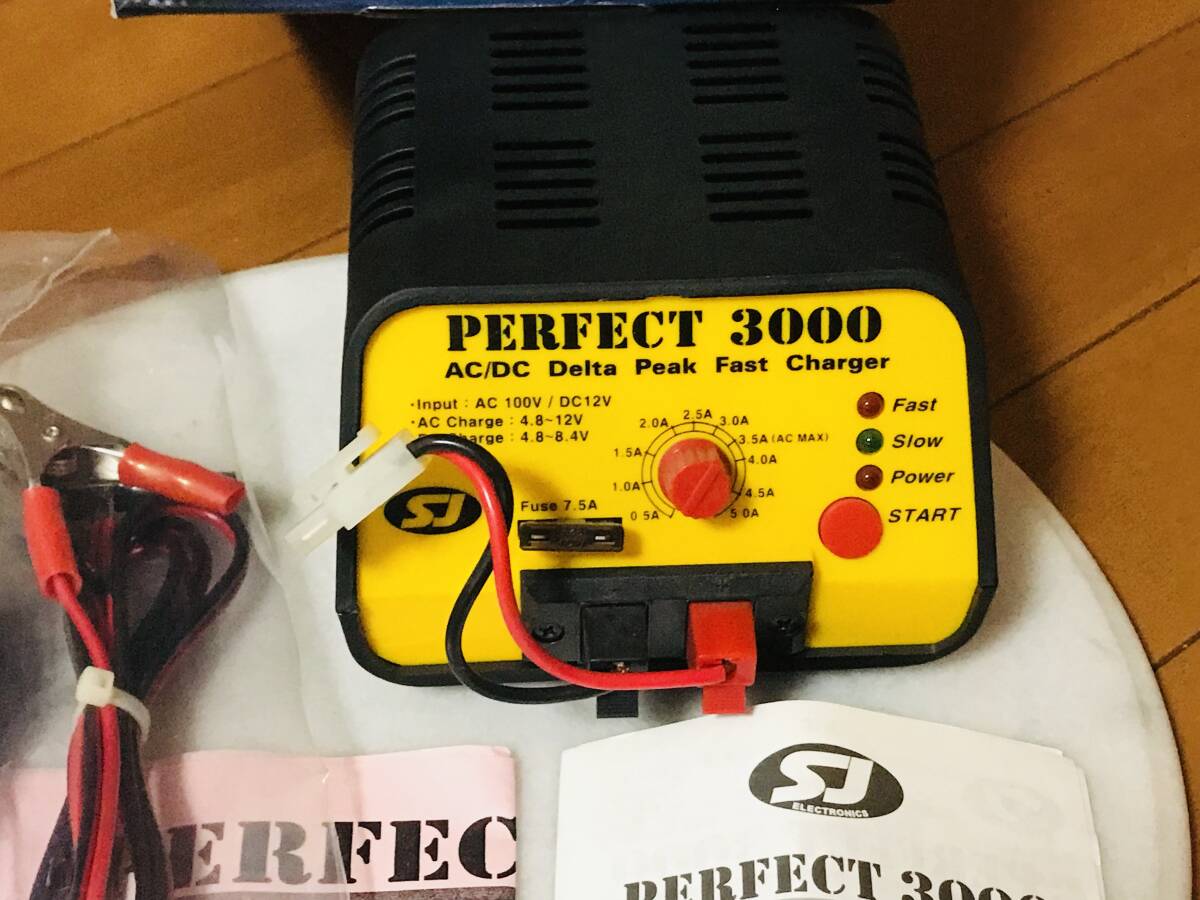 PERFECT 3000
AC/DC Delta Peak Fast Charger
·Input : AC 100V / DC12V
·AC Charge : 4.8~12V
Charge : 4.8~8.4V
SJ
Fuse 7.5A
0.5A
1.0A
1.5A
2.0A
2.5A
3.0A
3.5A (AC MAX)
4.0A
4.5A
5.0A
Fast
Slow
Power
START
PERFEC
SJ
ELECTRONICS
PERFECT 3000